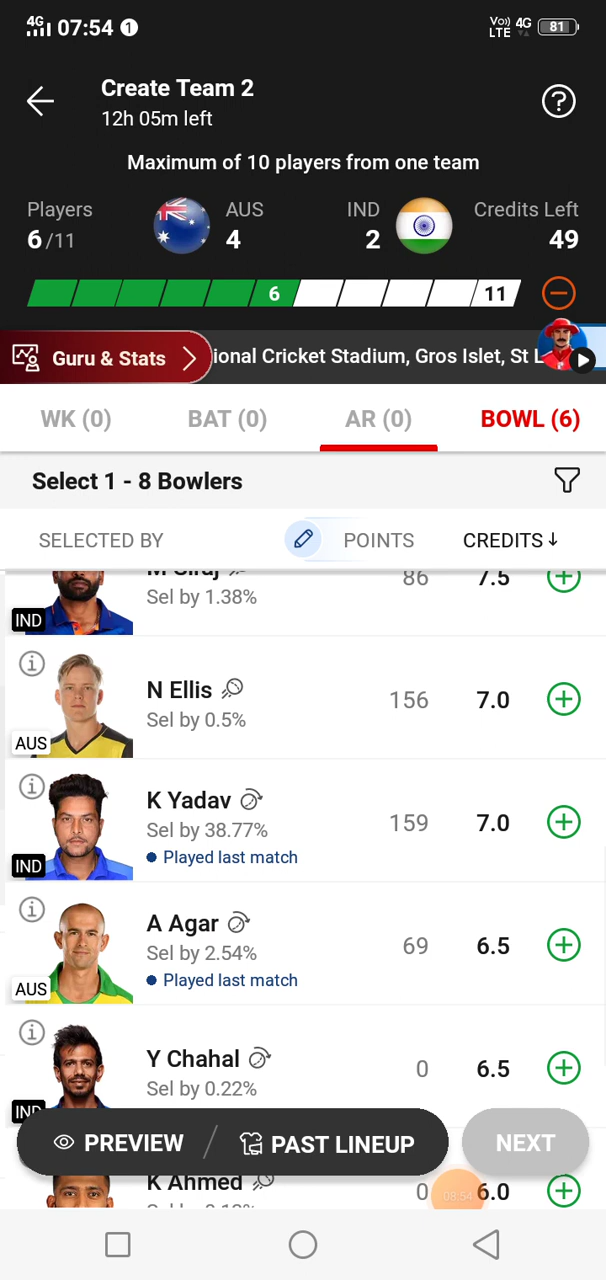 4G 07:54 1
Vo)) LTE 4G 81
Create Team 2
12h 05m left
Maximum of 10 players from one team
Players AUS IND Credits Left
6/11 4 2 49
6 11
Guru & Stats ional Cricket Stadium, Gros Islet, St L
WK (0) BAT (0) AR (0) BOWL (6)
Select 1 - 8 Bowlers
SELECTED BY POINTS CREDITS↓
M Siraj 86 7.5
Sel by 1.38%
IND
N Ellis 156 7.0
Sel by 0.5%
AUS
K Yadav 159 7.0
Sel by 38.77%
Played last match
IND
A Agar 69 6.5
Sel by 2.54%
Played last match
AUS
Y Chahal 0 6.5
Sel by 0.22%
IND
PREVIEW / PAST LINEUP NEXT
K Ahmed 0 08:54 6.0